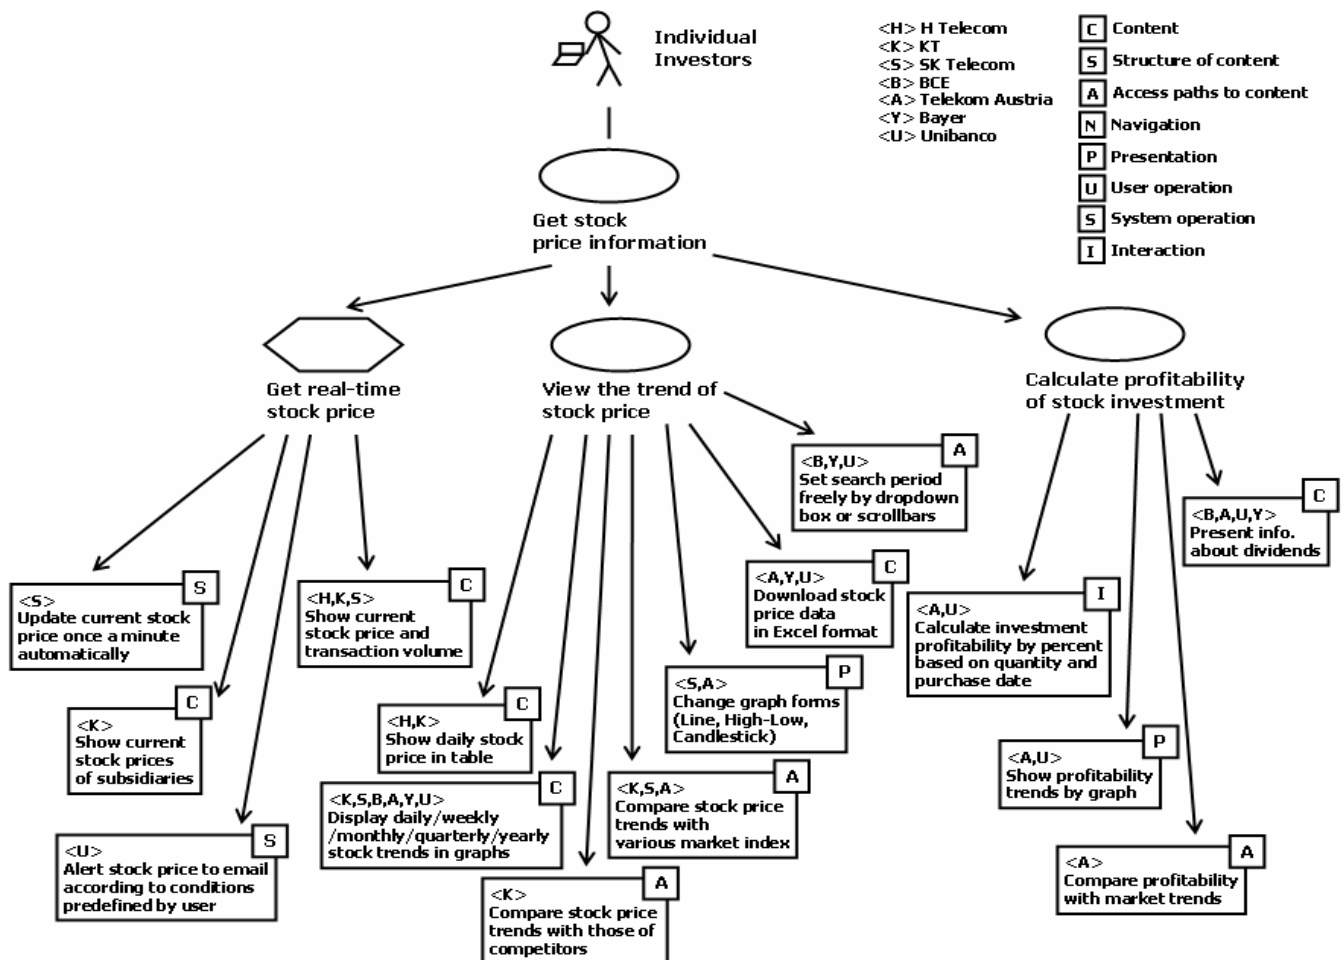 Individual
Investors
<H> H Telecom
<K> KT
<S> SK Telecom
<B> BCE
<A> Telekom Austria
<Y> Bayer
<U> Unibanco
C Content
S Structure of content
A Access paths to content
N Navigation
P Presentation
U User operation
S System operation
I Interaction
Get stock
price information
Get real-time
stock price
View the trend of
stock price
Calculate profitability
of stock investment
S
<S>
Update current stock
price once a minute
automatically
C
<K>
Show current
stock prices
of subsidiaries
S
<U>
Alert stock price to email
according to conditions
predefined by user
C
<H,K,S>
Show current
stock price and
transaction volume
C
<H,K>
Show daily stock
price in table
C
<K,S,B,A,Y,U>
Display daily/weekly
/monthly/quarterly/yearly
stock trends in graphs
A
<K>
Compare stock price
trends with those of
competitors
A
<K,S,A>
Compare stock price
trends with
various market index
P
<S,A>
Change graph forms
(Line, High-Low,
Candlestick)
C
<A,Y,U>
Download stock
price data
in Excel format
A
<B,Y,U>
Set search period
freely by dropdown
box or scrollbars
I
<A,U>
Calculate investment
profitability by percent
based on quantity and
purchase date
P
<A,U>
Show profitability
trends by graph
A
<A>
Compare profitability
with market trends
C
<B,A,U,Y>
Present info.
about dividends